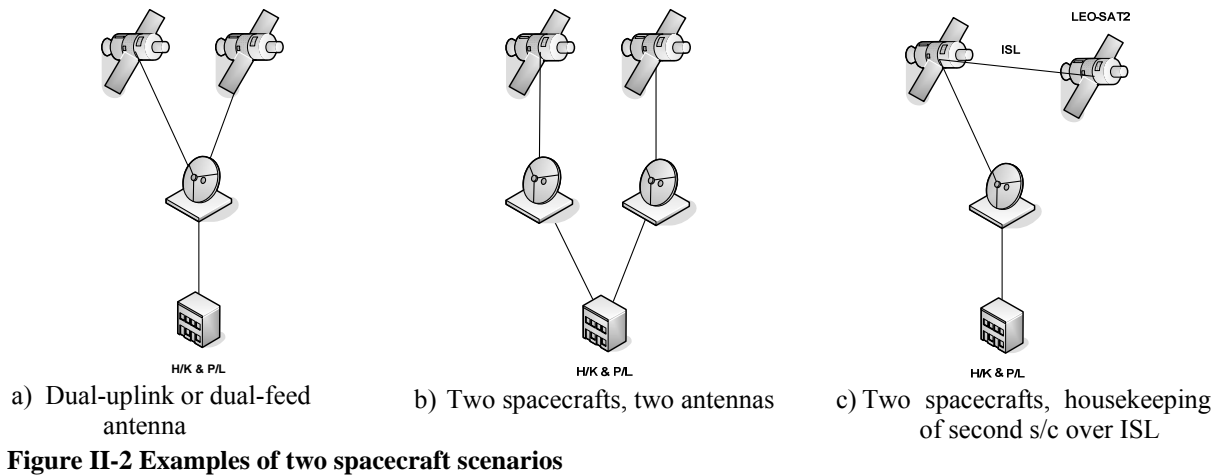 LEO-SAT2
ISL
H/K & P/L
a) Dual-uplink or dual-feed
antenna
H/K & P/L
b) Two spacecrafts, two antennas
H/K & P/L
c) Two spacecrafts, housekeeping
of second s/c over ISL
Figure II-2 Examples of two spacecraft scenarios